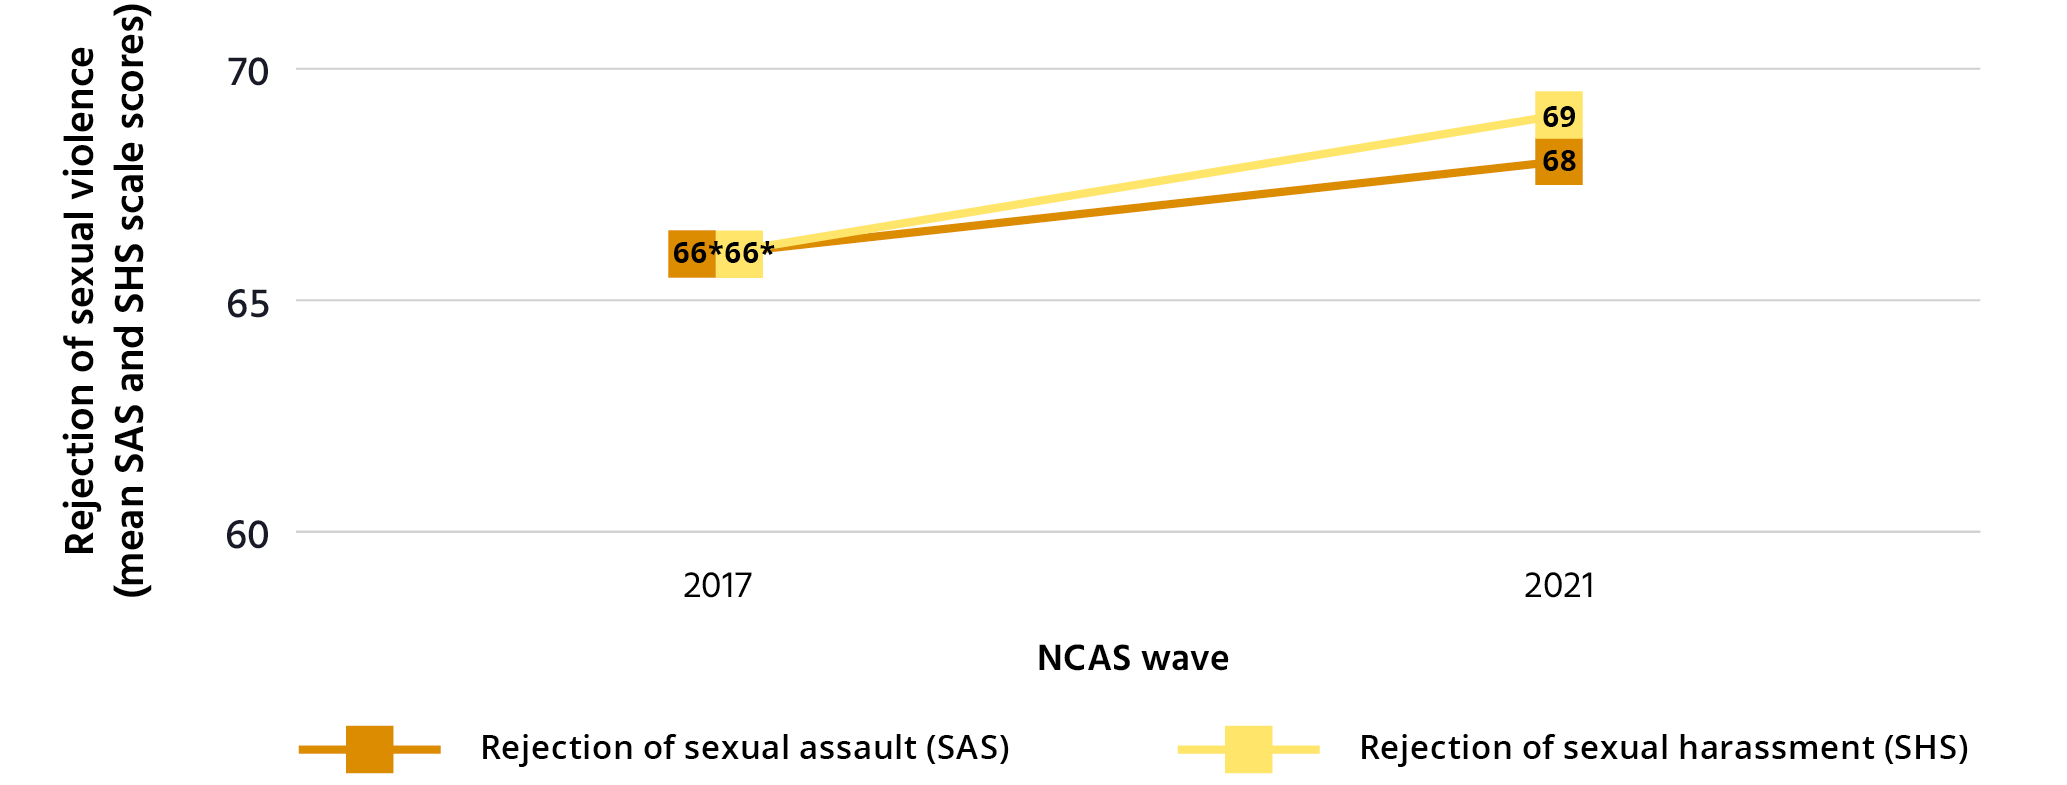 Rejection of sexual violence
(mean SAS and SHS scale scores)
70
65
60
66*66*
69
68
2017 2021
NCAS wave
Rejection of sexual assault (SAS) Rejection of sexual harassment (SHS)